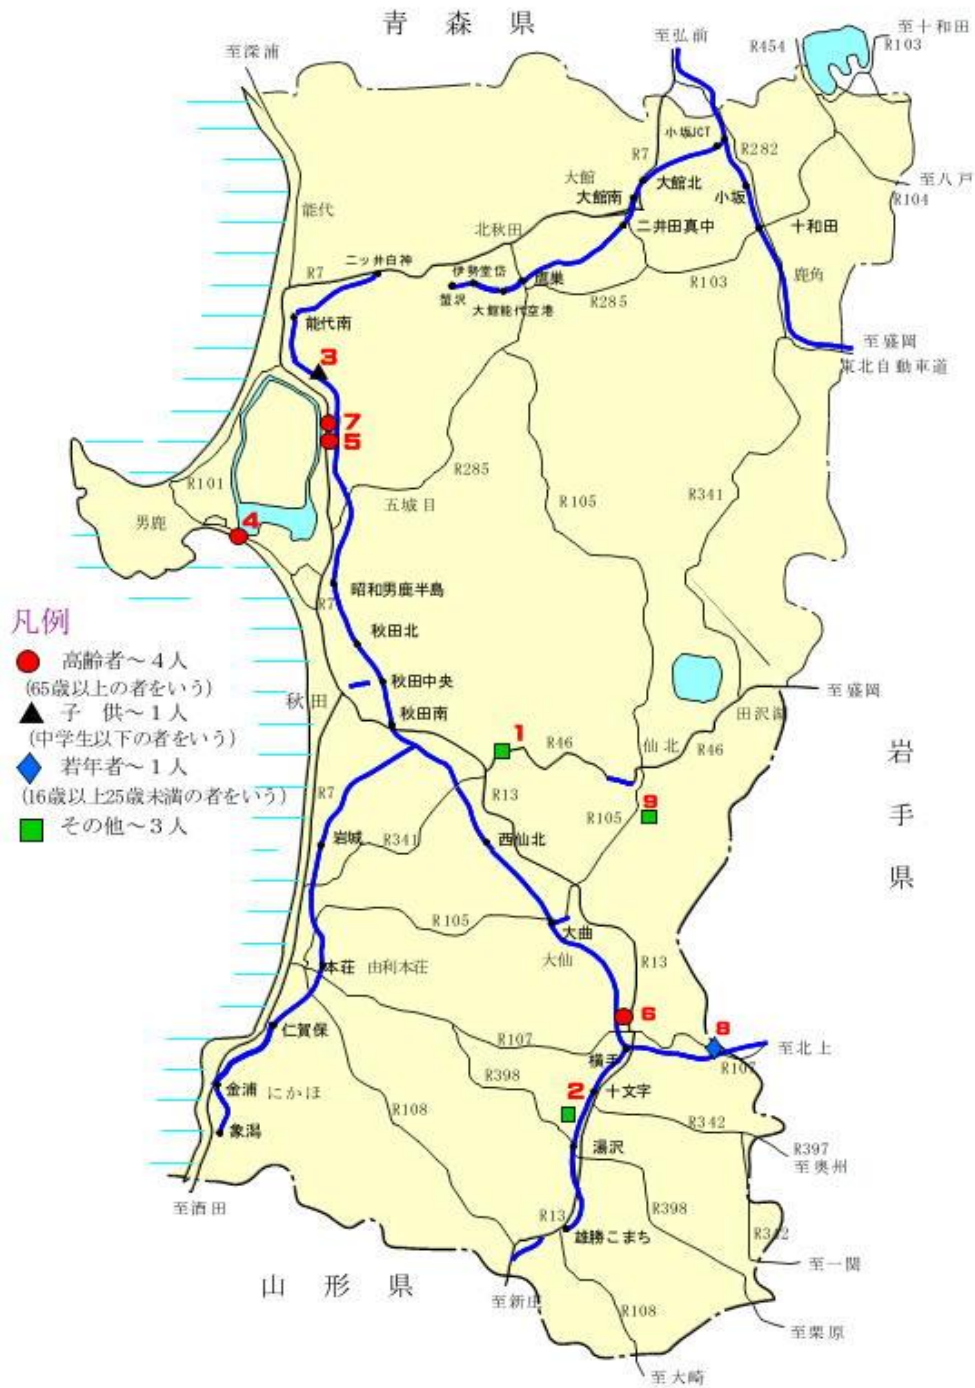 青森県
至深浦
至弘前
至十和田
R454
R103
小坂JCT
R282
R7
大館
大館北
大館南
小坂
至八戸
R104
能代
北秋田
二井田真中
十和田
二ッ井白神
伊勢堂岱
鷹巣
R7
蟹沢
大館能代空港
R285
R103
鹿角
能代南
至盛岡
東北自動車道
3
7
5
R101
R285
R105
R341
五城目
男鹿
4
昭和男鹿半島
R7
凡例
高齢者～4人
(65歳以上の者をいう)
子 供～1人
(中学生以下の者をいう)
若年者～1人
(16歳以上25歳未満の者をいう)
その他～3人
秋田北
秋田中央
秋田
秋田南
至盛岡
田沢湖
1
R46
仙北
R46
岩手県
R7
R13
9
R105
岩城
R341
西仙北
R105
大曲
大仙
R13
本荘
由利本荘
6
8
仁賀保
R107
横手
至北上
R107
金浦
にかほ
R398
2
十文字
R108
R342
象潟
湯沢
R397
至奥州
至酒田
R13
R398
雄勝こまち
R342
至一関
山形県
至新庄
R108
至栗原
至大崎